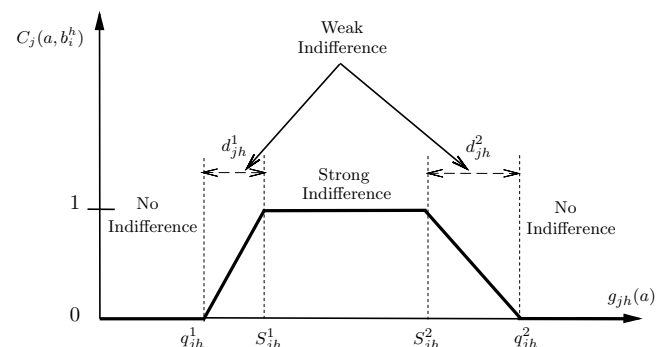 Weak
Indifference
C_j(a, b_i^h)
d_{jh}^1
d_{jh}^2
Strong
Indifference
1
No
Indifference
No
Indifference
g_{jh}(a)
0
q_{jh}^1
S_{jh}^1
S_{jh}^2
q_{jh}^2